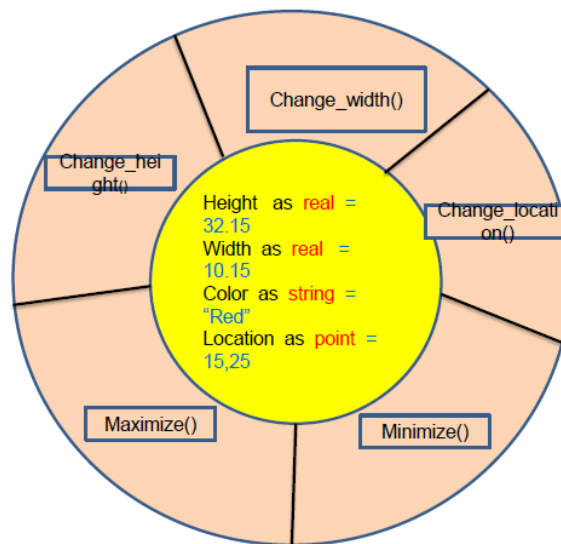 Change_width()
Change_hei
ght()
Change_locati
on()
Height as real =
32.15
Width as real =
10.15
Color as string =
“Red”
Location as point =
15,25
Maximize()
Minimize()